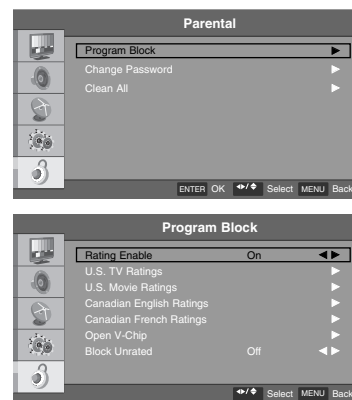 Parental
Program Block
Change Password
Clean All
ENTER OK Select MENU Back
Program Block
Rating Enable On
U.S. TV Ratings
U.S. Movie Ratings
Canadian English Ratings
Canadian French Ratings
Open V-Chip
Block Unrated Off
Select MENU Back